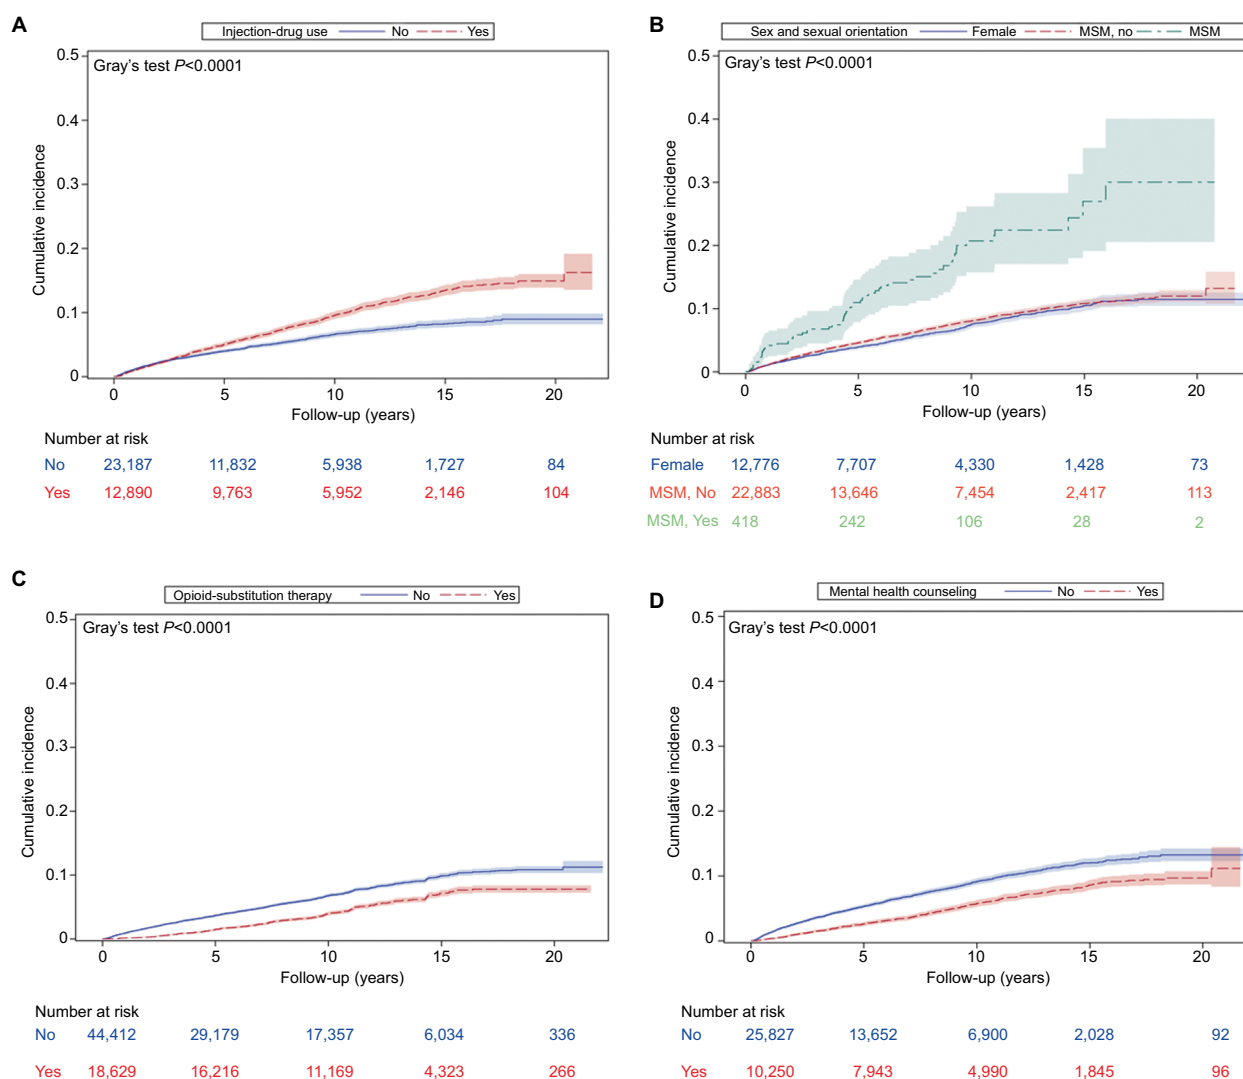 A
Injection-drug use No Yes
Gray's test P<0.0001
0.5
0.4
0.3
0.2
0.1
0
Cumulative incidence
0 5 10 15 20
Follow-up (years)
Number at risk
No 23,187 11,832 5,938 1,727 84
Yes 12,890 9,763 5,952 2,146 104
B
Sex and sexual orientation Female MSM, no MSM
Gray's test P<0.0001
0.5
0.4
0.3
0.2
0.1
0
Cumulative incidence
0 5 10 15 20
Follow-up (years)
Number at risk
Female 12,776 7,707 4,330 1,428 73
MSM, No 22,883 13,646 7,454 2,417 113
MSM, Yes 418 242 106 28 2
C
Opioid-substitution therapy No Yes
Gray's test P<0.0001
0.5
0.4
0.3
0.2
0.1
0
Cumulative incidence
0 5 10 15 20
Follow-up (years)
Number at risk
No 44,412 29,179 17,357 6,034 336
Yes 18,629 16,216 11,169 4,323 266
D
Mental health counseling No Yes
Gray's test P<0.0001
0.5
0.4
0.3
0.2
0.1
0
Cumulative incidence
0 5 10 15 20
Follow-up (years)
Number at risk
No 25,827 13,652 6,900 2,028 92
Yes 10,250 7,943 4,990 1,845 96